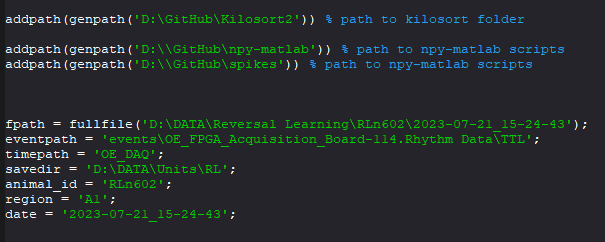 addpath(genpath('D:\GitHub\Kilosort2')) % path to kilosort folder
addpath(genpath('D:\\GitHub\npy-matlab')) % path to npy-matlab scripts
addpath(genpath('D:\\GitHub\spikes')) % path to npy-matlab scripts
fpath = fullfile('D:\DATA\Reversal Learning\RLn602\2023-07-21_15-24-43');
eventpath = 'events\OE_FPGA_Acquisition_Board-114.Rhythm Data\TTL';
timepath = 'OE_DAQ';
savedir = 'D:\DATA\Units\RL';
animal_id = 'RLn602';
region = 'A1';
date = '2023-07-21_15-24-43';